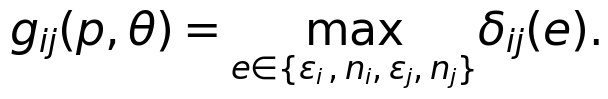 g_{ij}(p, θ) = max_{e∈{ε_i, n_i, ε_j, n_j}} δ_{ij}(e).